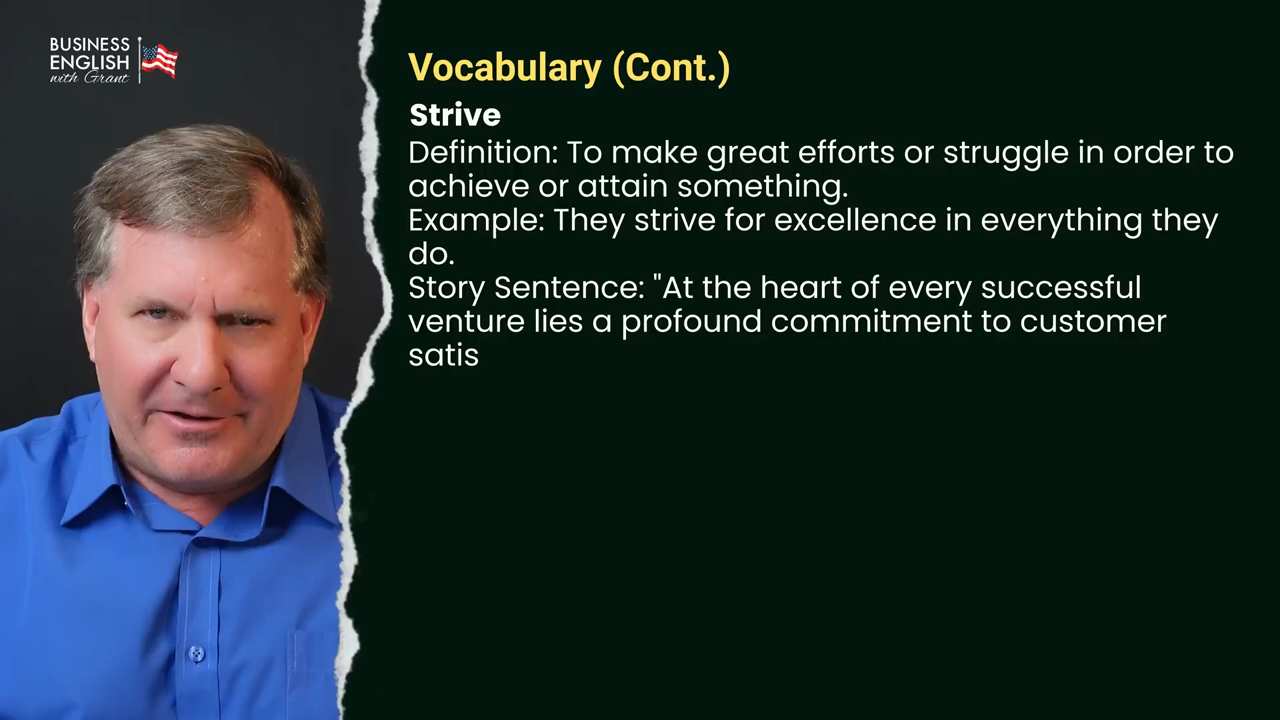 BUSINESS
ENGLISH
with Grant
Vocabulary (Cont.)
Strive
Definition: To make great efforts or struggle in order to
achieve or attain something.
Example: They strive for excellence in everything they
do.
Story Sentence: "At the heart of every successful
venture lies a profound commitment to customer
satis